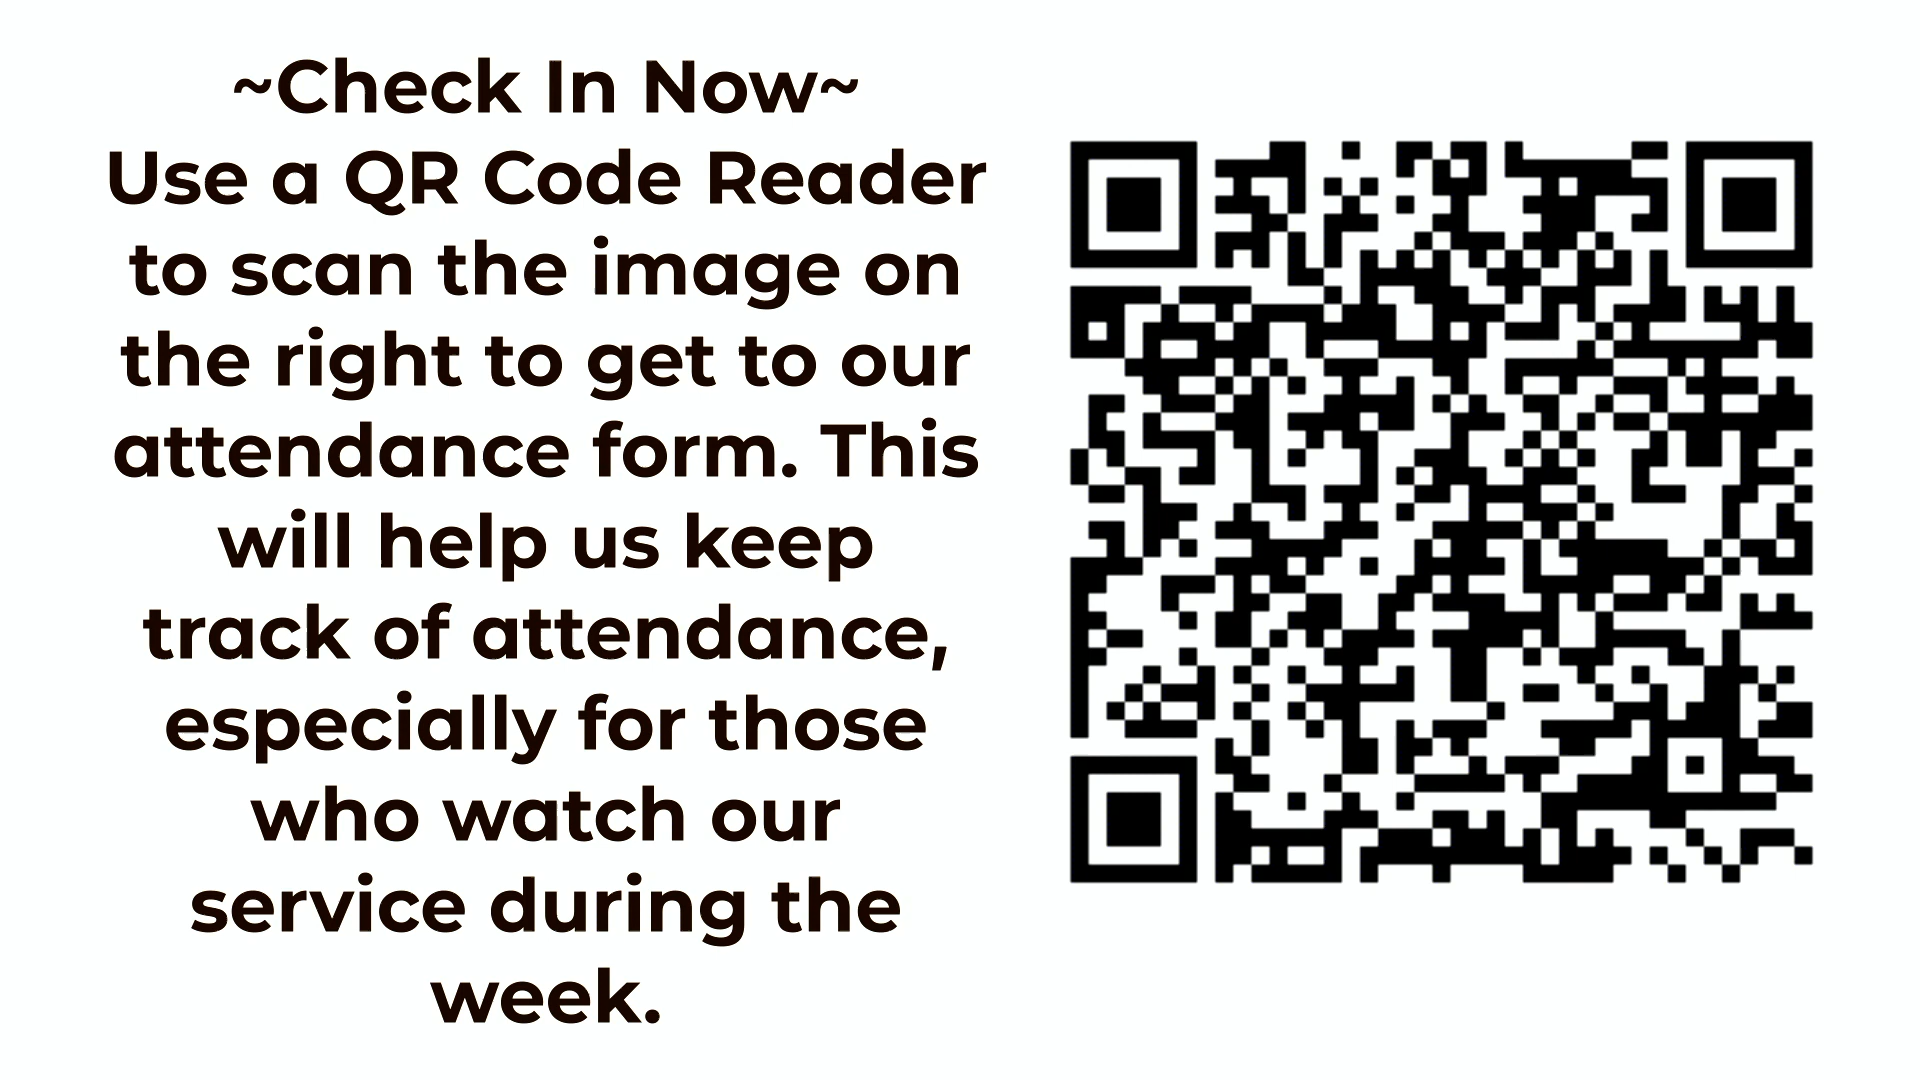 ~Check In Now~
Use a QR Code Reader
to scan the image on
the right to get to our
attendance form. This
will help us keep
track of attendance,
especially for those
who watch our
service during the
week.